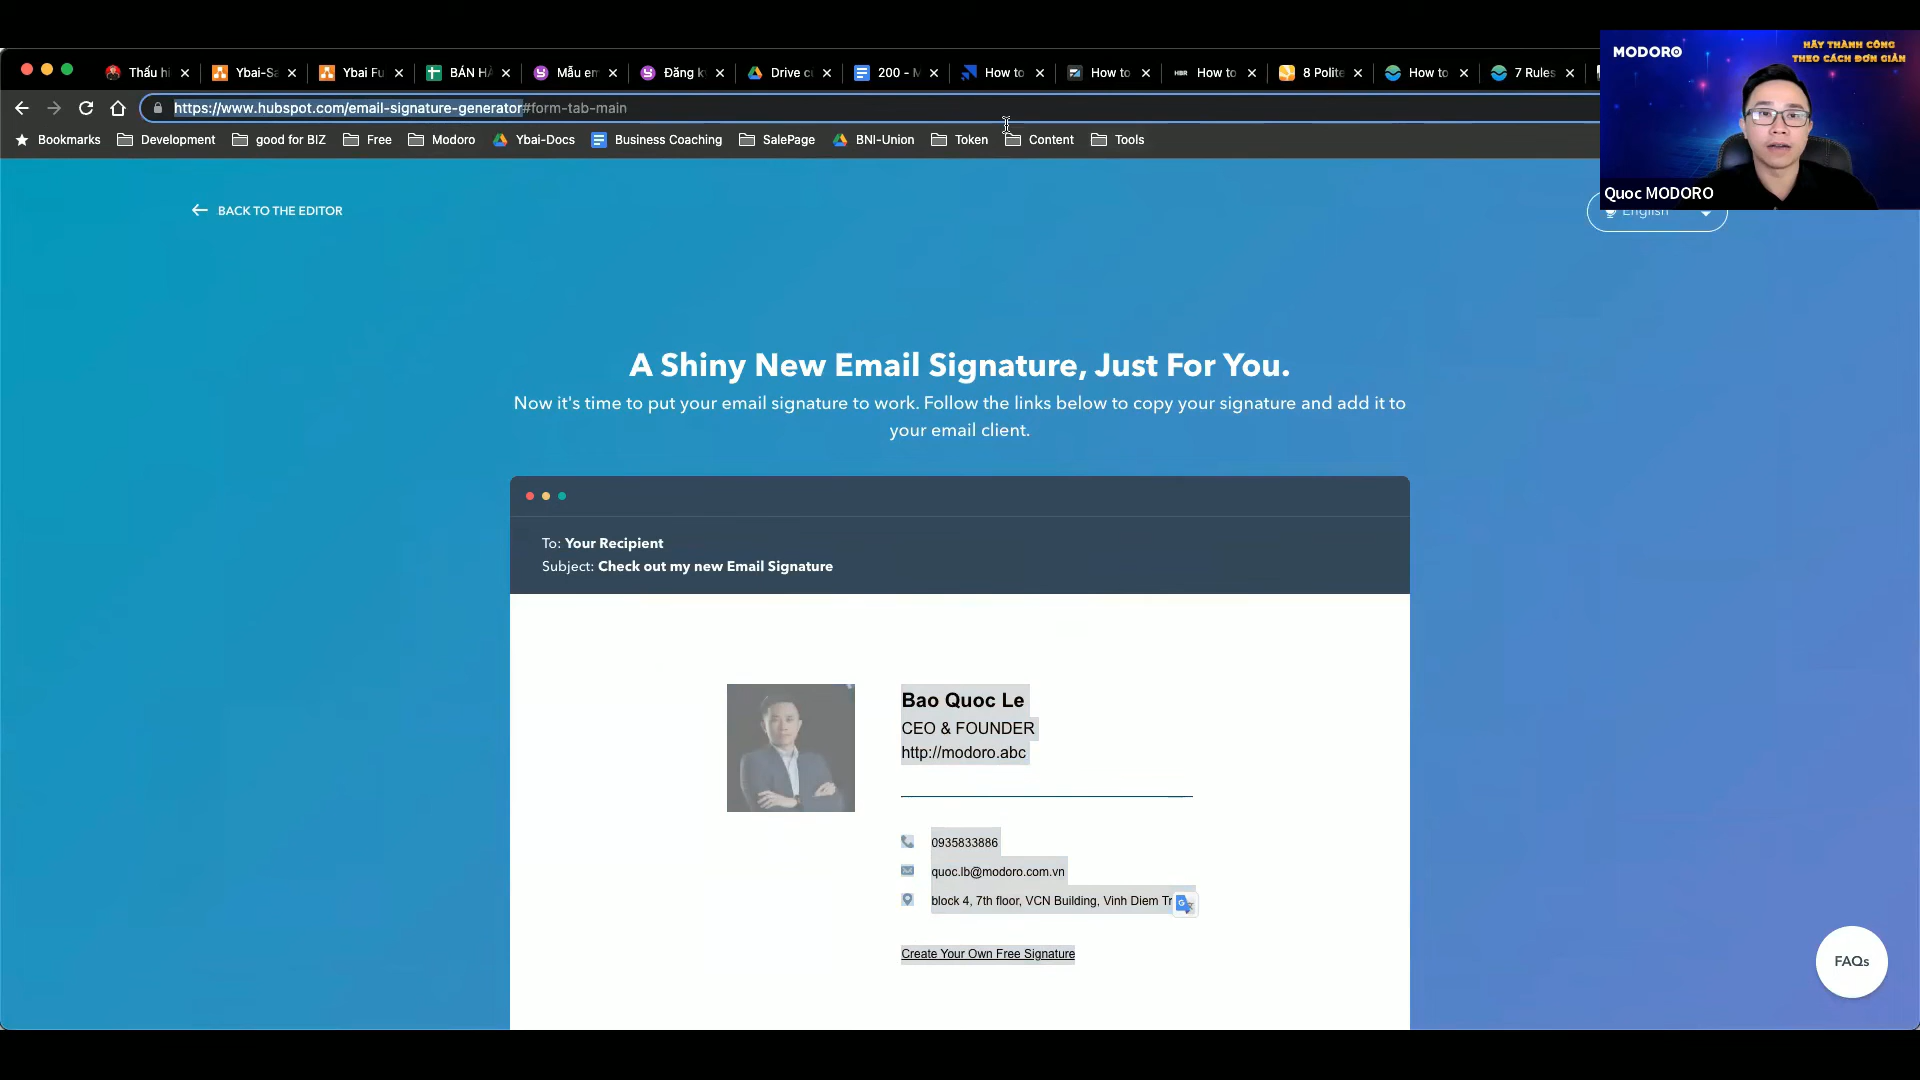 MODORO
HÃY THÀNH CÔNG
THEO CÁCH ĐƠN GIẢN
Quoc MODORO
Thấu hi
Ybai-Sa
Ybai Fu
BÁN HÀ
Mẫu em
Đăng k
Drive c
200 - M
How to
How to
HBR How to
8 Polite
How to
7 Rules
https://www.hubspot.com/email-signature-generator#form-tab-main
Bookmarks Development good for BIZ Free Modoro Ybai-Docs Business Coaching SalePage BNI-Union Token Content Tools
BACK TO THE EDITOR
English
A Shiny New Email Signature, Just For You.
Now it's time to put your email signature to work. Follow the links below to copy your signature and add it to
your email client.
To: Your Recipient
Subject: Check out my new Email Signature
Bao Quoc Le
CEO & FOUNDER
http://modoro.abc
0935833886
quoc.lb@modoro.com.vn
block 4, 7th floor, VCN Building, Vinh Diem Tr
Create Your Own Free Signature
FAQs